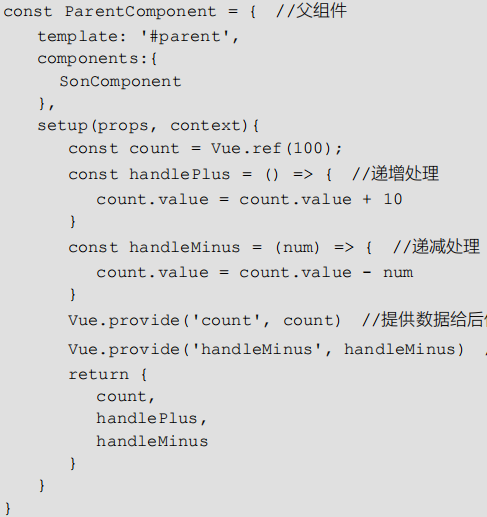 const ParentComponent = {  //父组件
   template: '#parent',
   components:{
     SonComponent
   },
   setup(props, context){
      const count = Vue.ref(100);
      const handlePlus = () => {  //递增处理
         count.value = count.value + 10
      }
      const handleMinus = (num) => {  //递减处理
         count.value = count.value - num
      }
      Vue.provide('count', count)  //提供数据给后
      Vue.provide('handleMinus', handleMinus)
      return {
         count,
         handlePlus,
         handleMinus
      }
   }
}